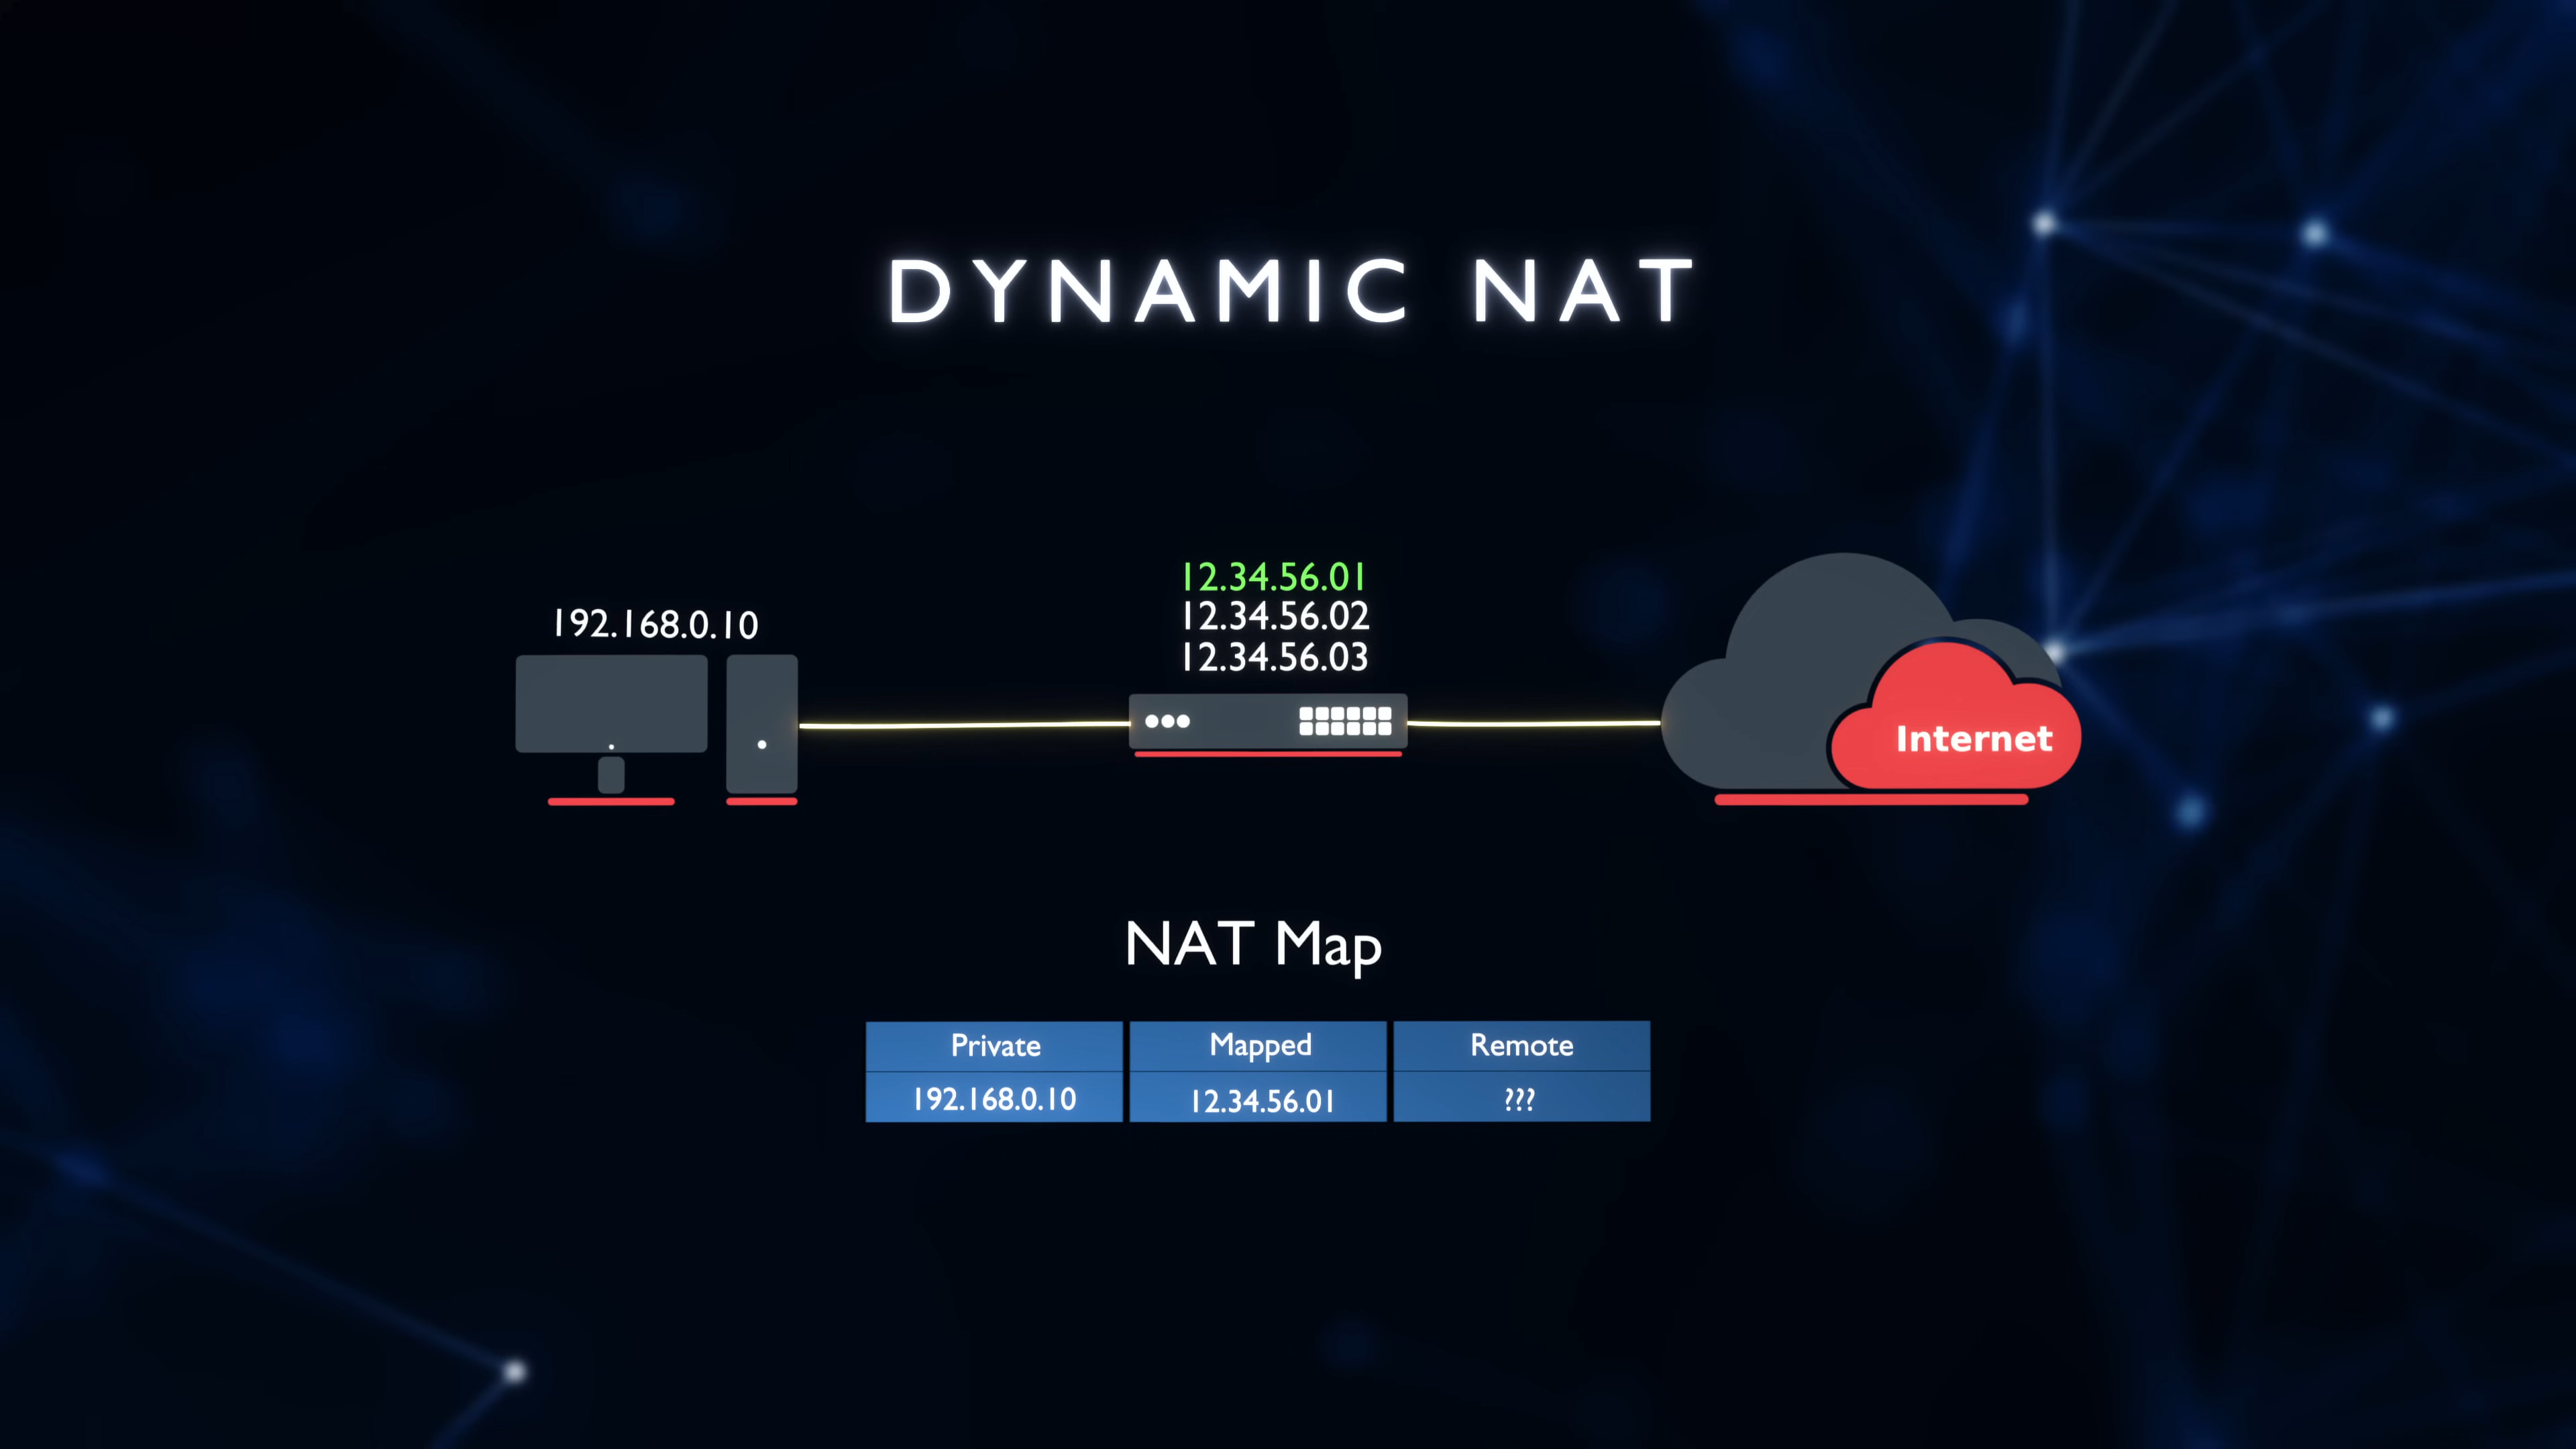 DYNAMIC NAT
192.168.0.10
12.34.56.01
12.34.56.02
12.34.56.03
Internet
NAT Map
Private Mapped Remote
192.168.0.10 12.34.56.01 ???